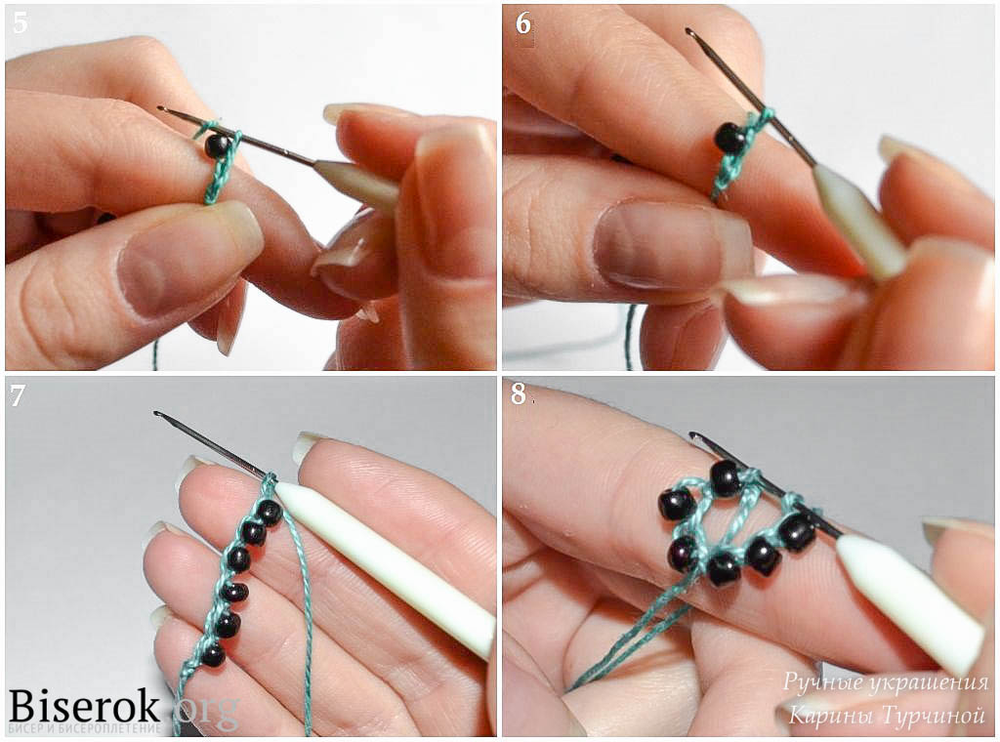 5
6
7
8
Biserok.org
БИСЕР И БИСЕРОПЛЕТЕНИЕ
Ручные украшения
Карины Турчиной